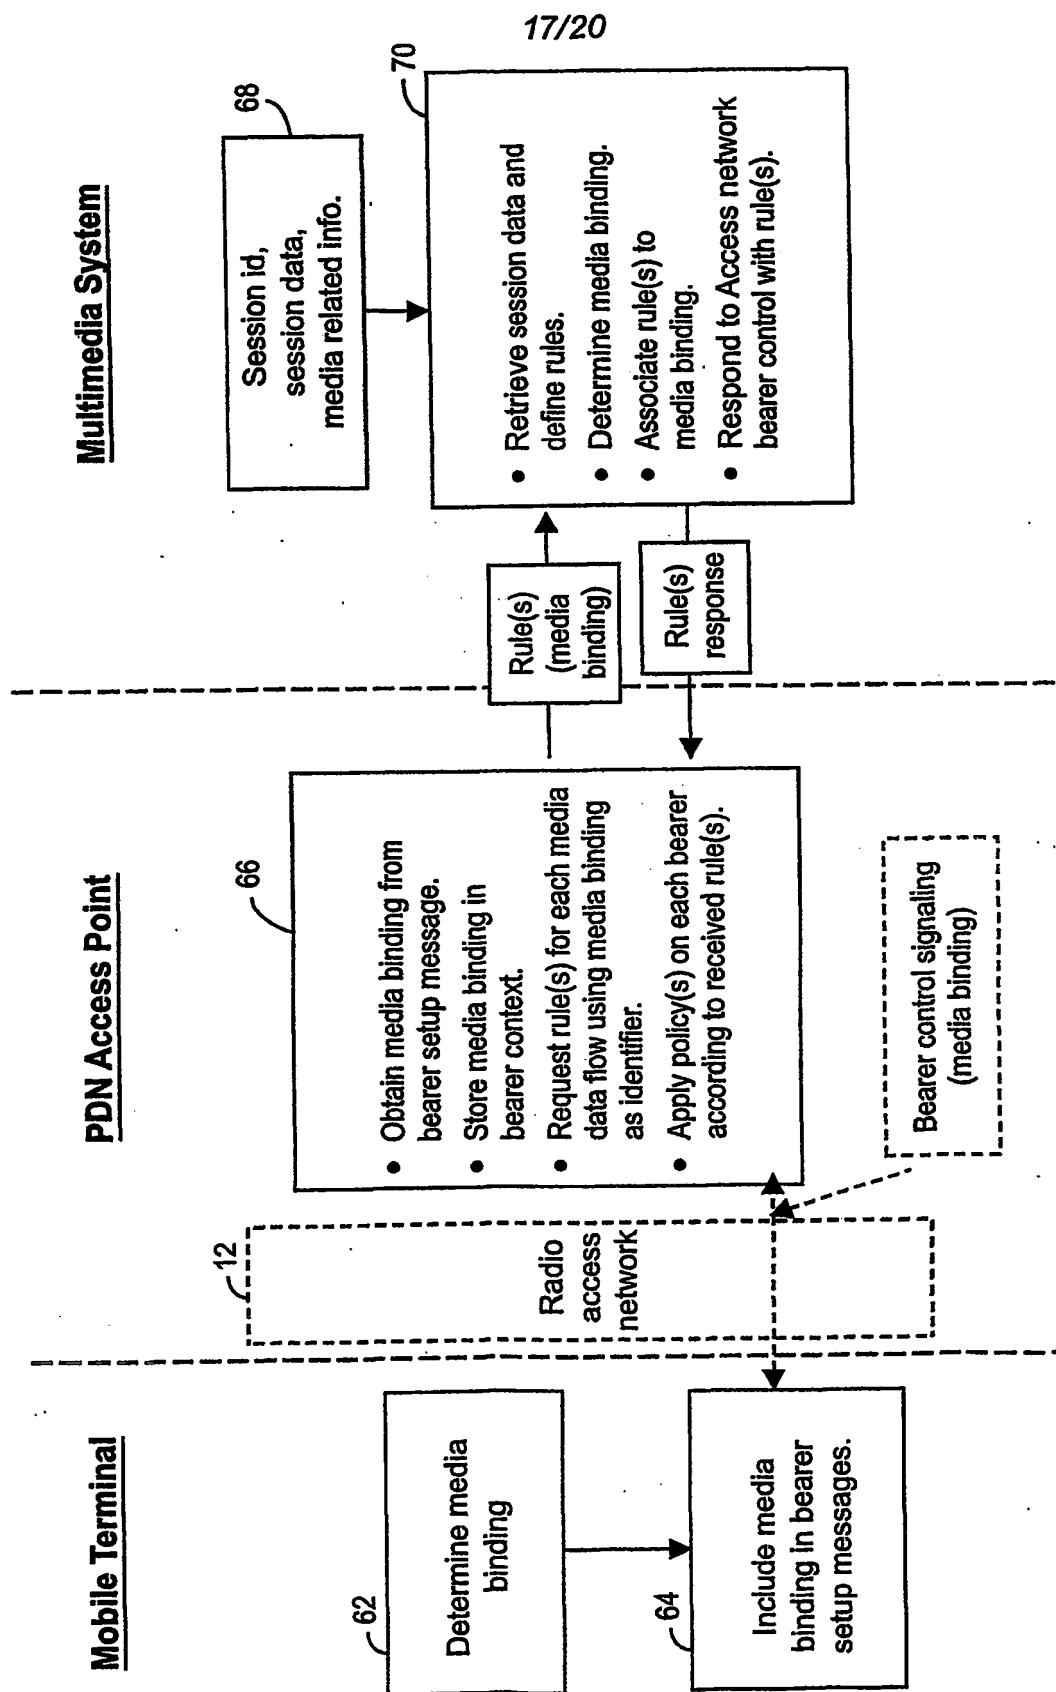 17/20
Mobile Terminal
PDN Access Point
Multimedia System
62
Determine media
binding
64
Include media
binding in bearer
setup messages.
12
Radio
access
network
66
• Obtain media binding from
bearer setup message.
• Store media binding in
bearer context.
• Request rule(s) for each media
data flow using media binding
as identifier.
• Apply policy(s) on each bearer
according to received rule(s).
Bearer control signaling
(media binding)
Rule(s)
(media
binding)
Rule(s)
response
68
Session id,
session data,
media related info.
70
• Retrieve session data and
define rules.
• Determine media binding.
• Associate rule(s) to
media binding.
• Respond to Access network
bearer control with rule(s).